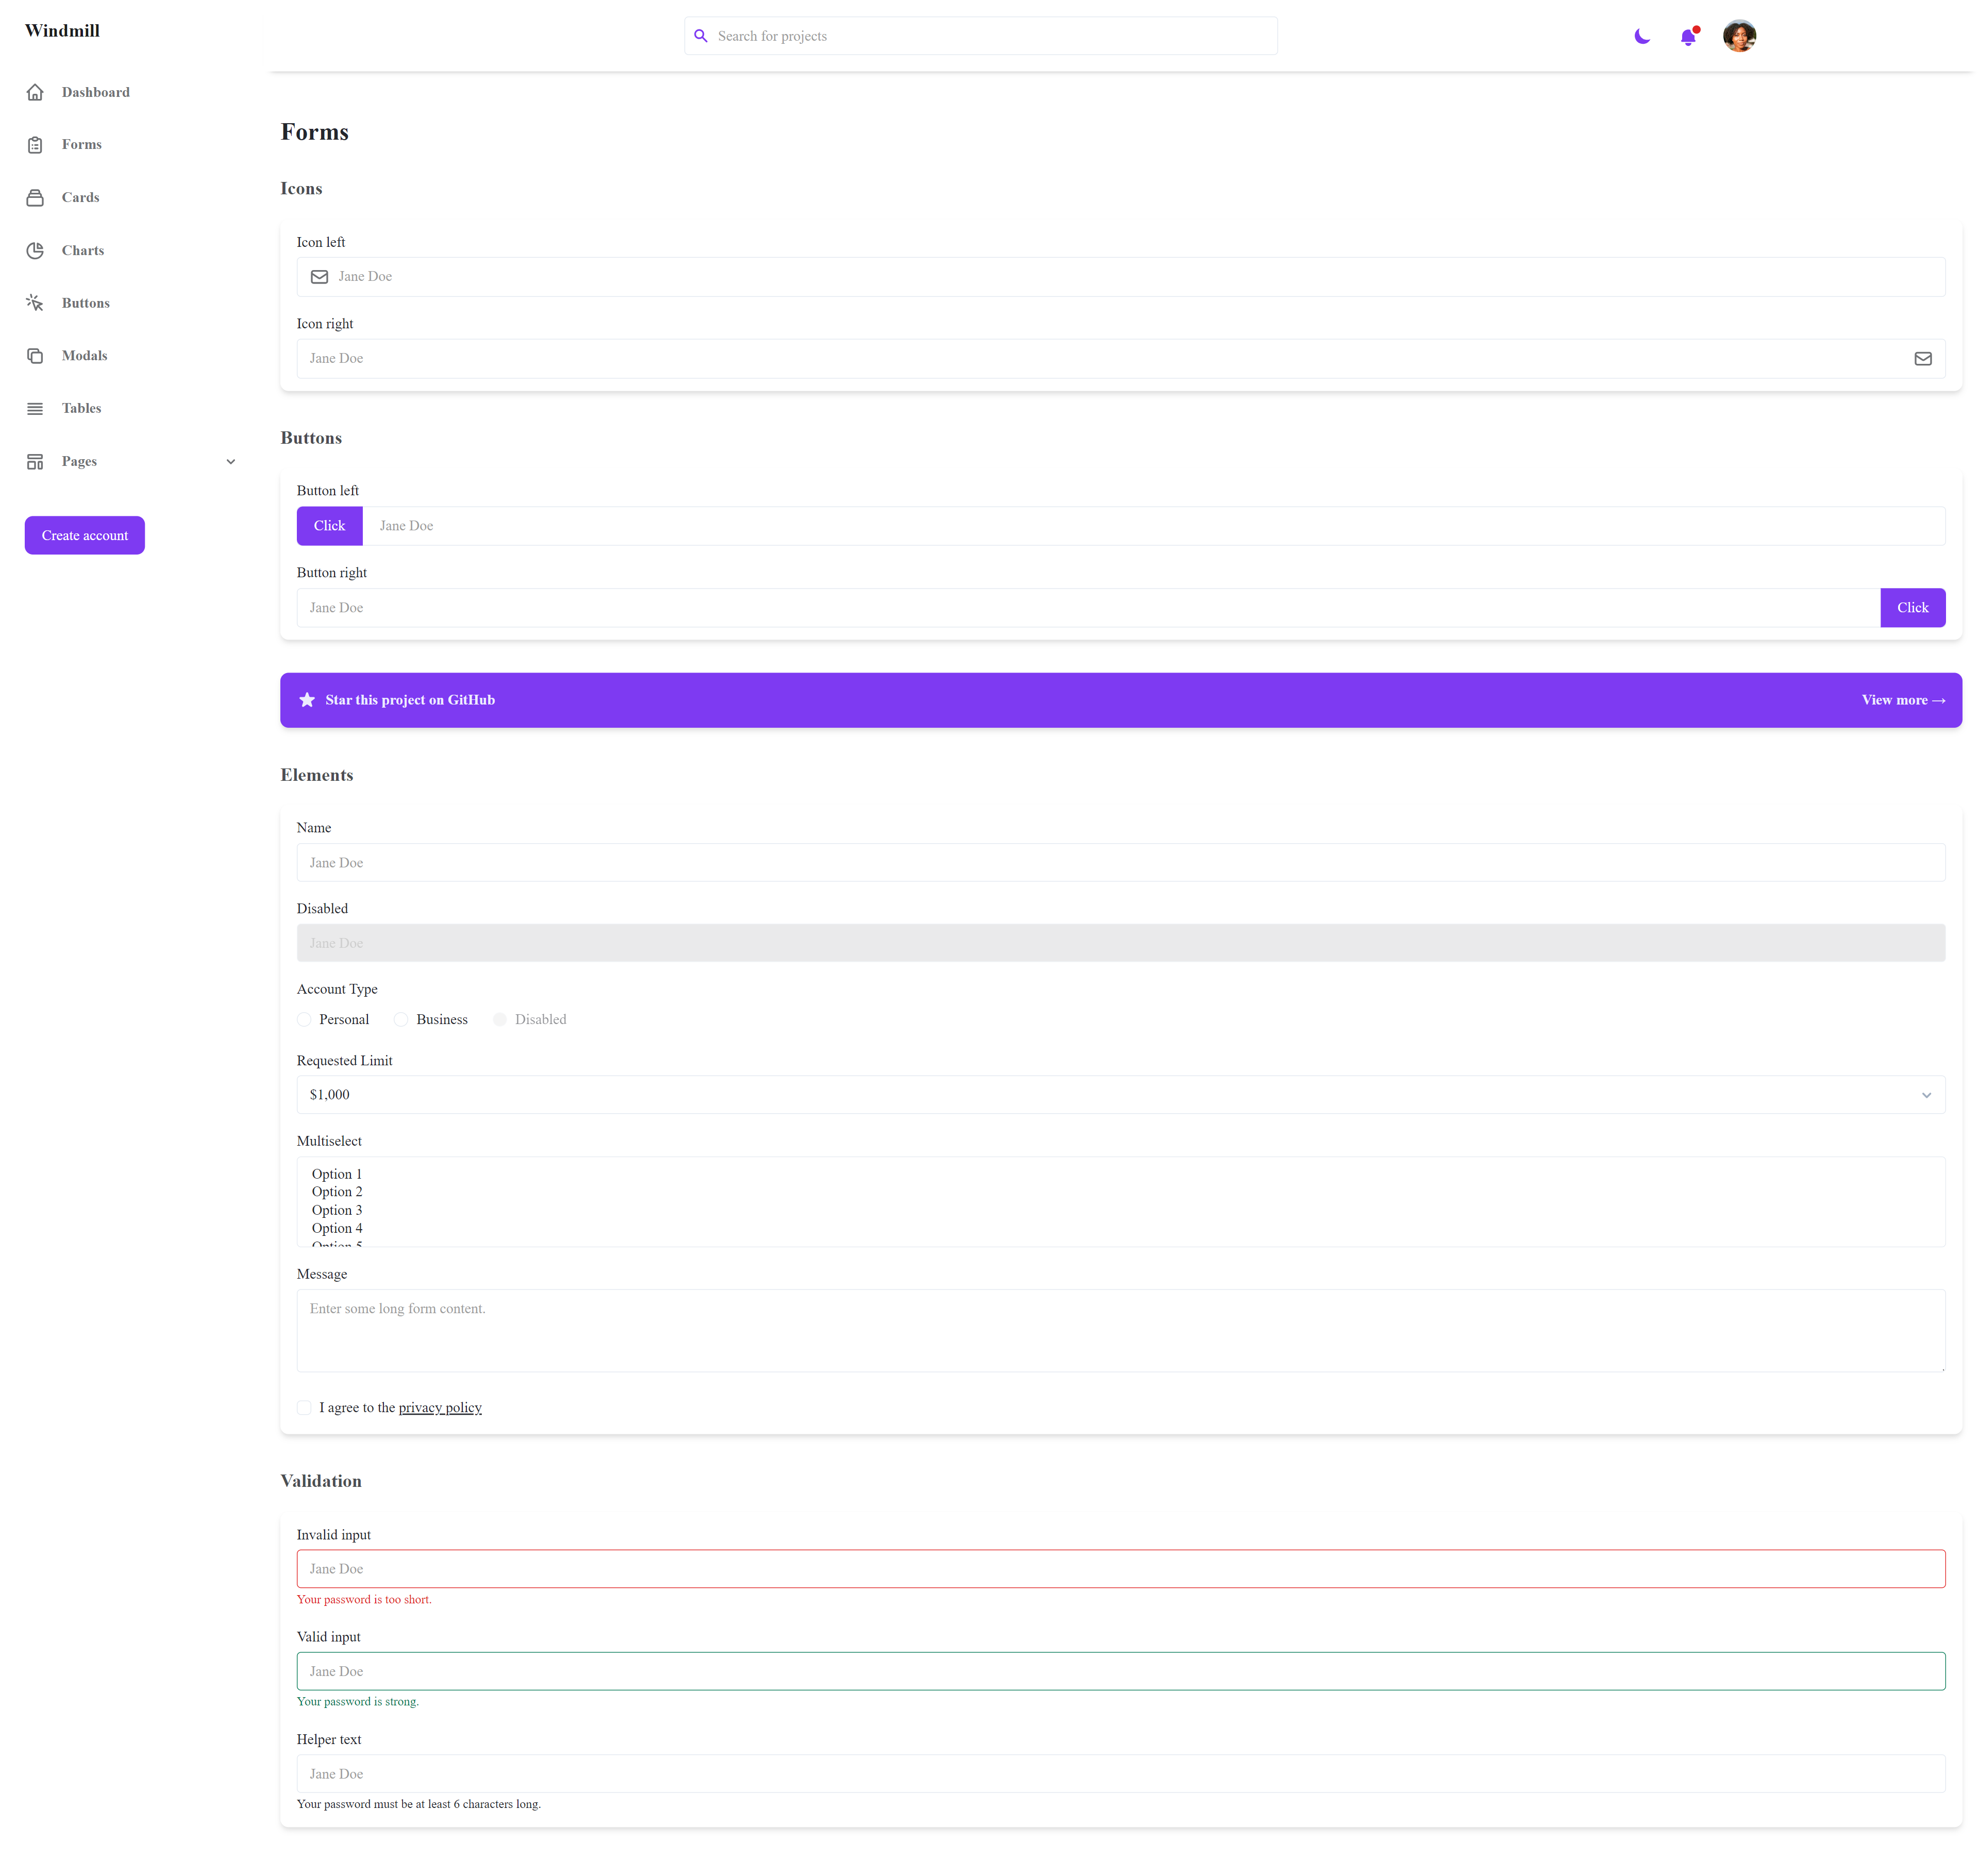 Windmill
Search for projects
Dashboard
Forms
Cards
Charts
Buttons
Modals
Tables
Pages
Create account
Forms
Icons
Icon left
Jane Doe
Icon right
Jane Doe
Buttons
Button left
Click Jane Doe
Button right
Jane Doe Click
Star this project on GitHub View more →
Elements
Name
Jane Doe
Disabled
Jane Doe
Account Type
Personal Business Disabled
Requested Limit
$1,000
Multiselect
Option 1
Option 2
Option 3
Option 4
Option 5
Message
Enter some long form content.
I agree to the privacy policy
Validation
Invalid input
Jane Doe
Your password is too short.
Valid input
Jane Doe
Your password is strong.
Helper text
Jane Doe
Your password must be at least 6 characters long.